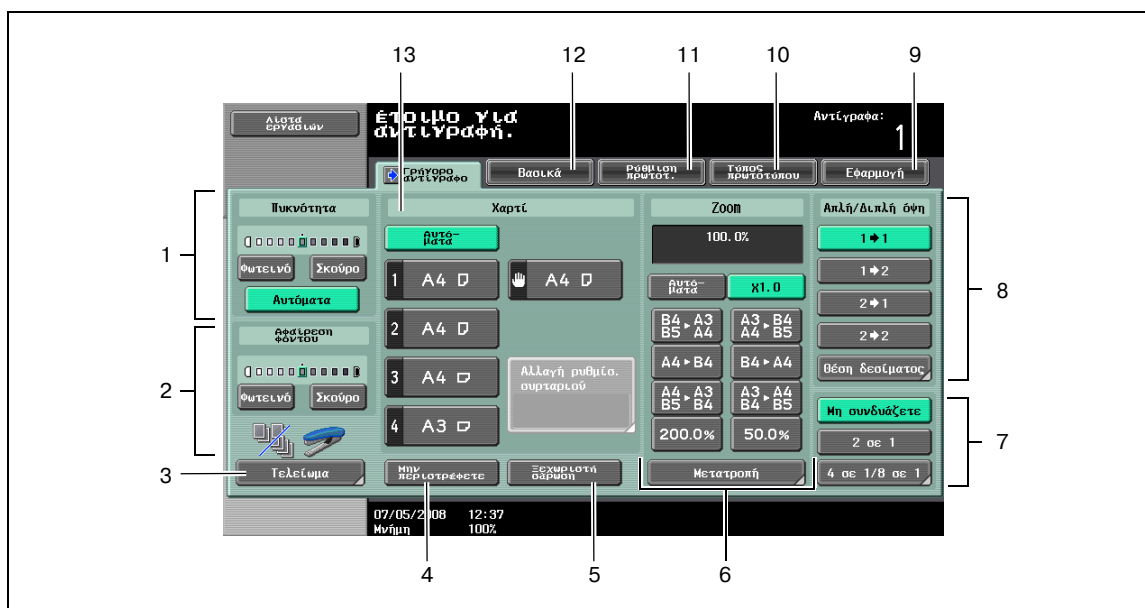 13
12
11
10
9
Λίστα
εργασιών
έτοιμο για
αντιγραφή.
Αντίγραφα:
1
Γρήγορο
αντίγραφο
Βασικά
Ρύθμιση
πρωτοτ.
Τύπος
πρωτοτύπου
Εφαρμογή
1
Πυκνότητα
Φωτεινό
Σκούρο
Αυτόματα
2
Αφαίρεση
φόντου
Φωτεινό
Σκούρο
3
Τελείωμα
Χαρτί
Αυτό-
ματα
1 A4
A4
2 A4
3 A4
4 A3
Αλλαγή ρυθμίσ.
συρταριού
Μην
περιστρέφετε
Ξεχωριστή
σάρωση
Zoom
100.0%
Αυτό-
ματα
x1.0
B4 ▸ A3
B5 ▸ A4
A3 ▸ B4
A4 ▸ B5
A4 ▸ B4
B4 ▸ A4
A4 ▸ A3
B5 ▸ B4
A3 ▸ A4
B4 ▸ B5
200.0%
50.0%
Μετατροπή
Απλή/Διπλή όψη
1 ➧ 1
1 ➧ 2
2 ➧ 1
2 ➧ 2
θέση δεσίματος
8
Μη συνδυάζετε
2 σε 1
4 σε 1/8 σε 1
7
07/05/2008 12:37
Μνήμη 100%
4
5
6